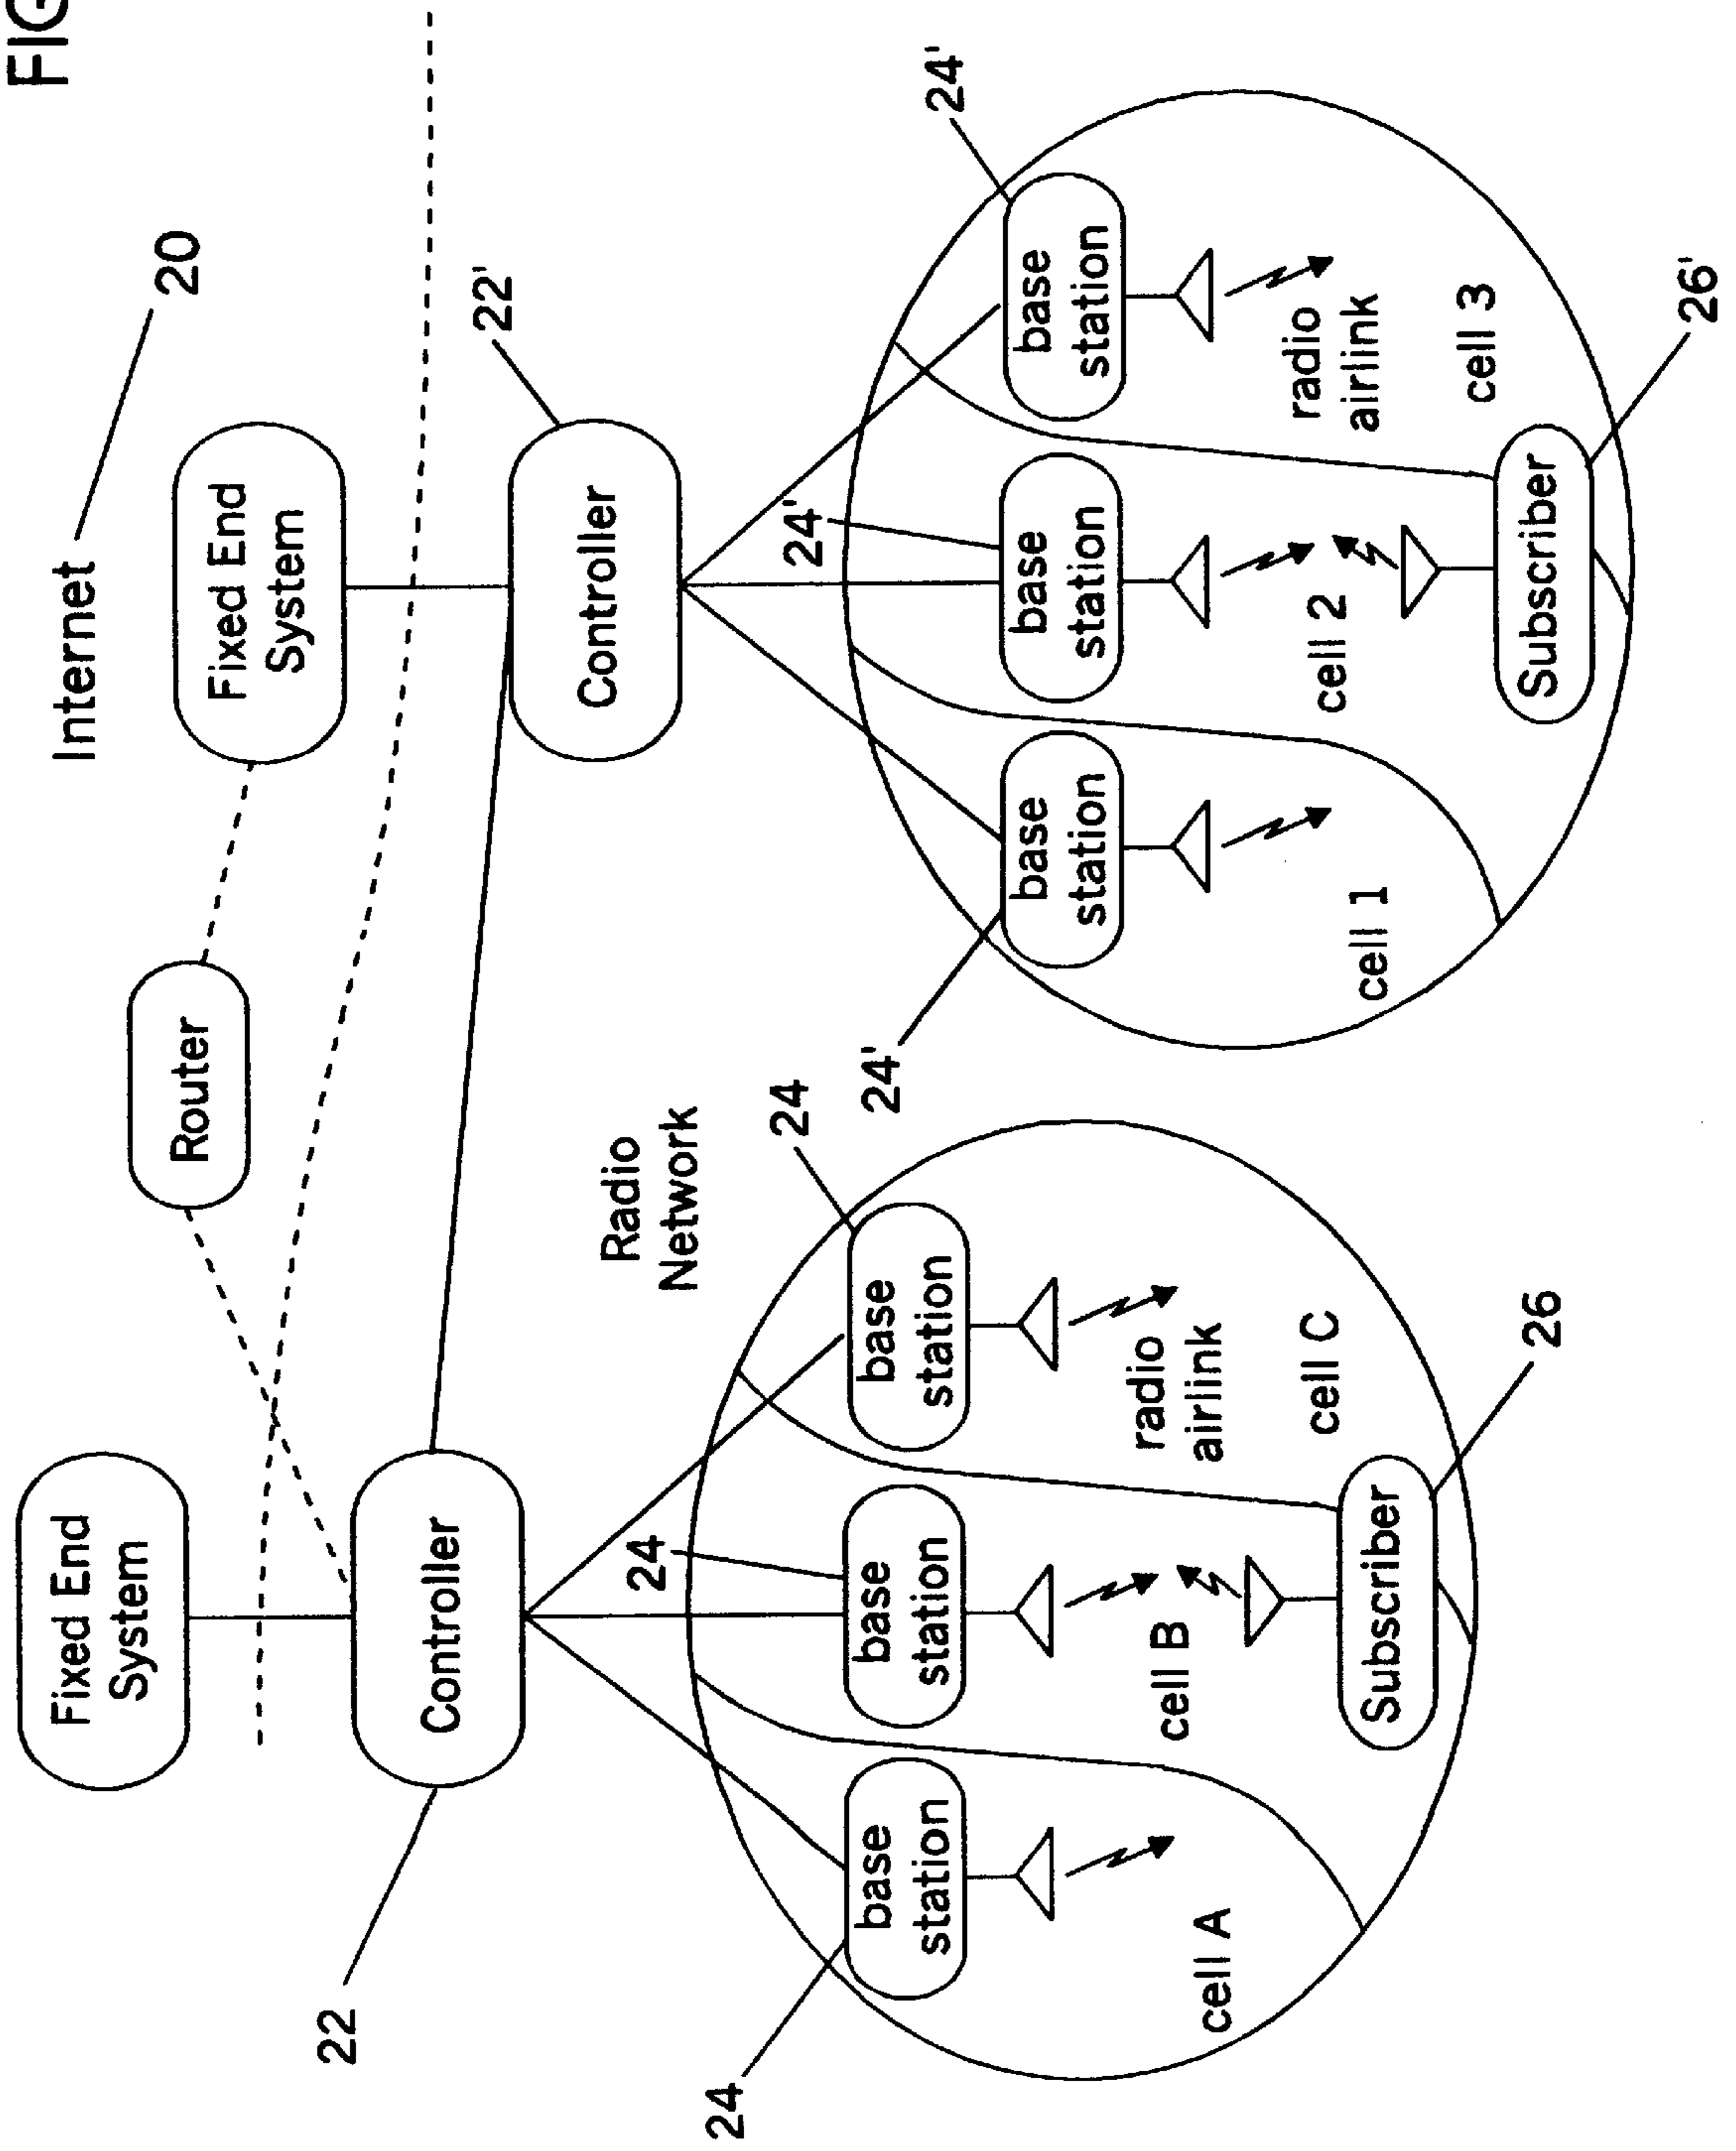 FIG
Internet
20
Fixed End
System
Router
Fixed End
System
22
Controller
Controller
22'
Radio
Network
24
24
24
base
station
base
station
base
station
radio
airlink
cell A
cell B
cell C
Subscriber
26
24'
24'
24'
base
station
base
station
base
station
radio
airlink
cell 1
cell 2
cell 3
Subscriber
26'